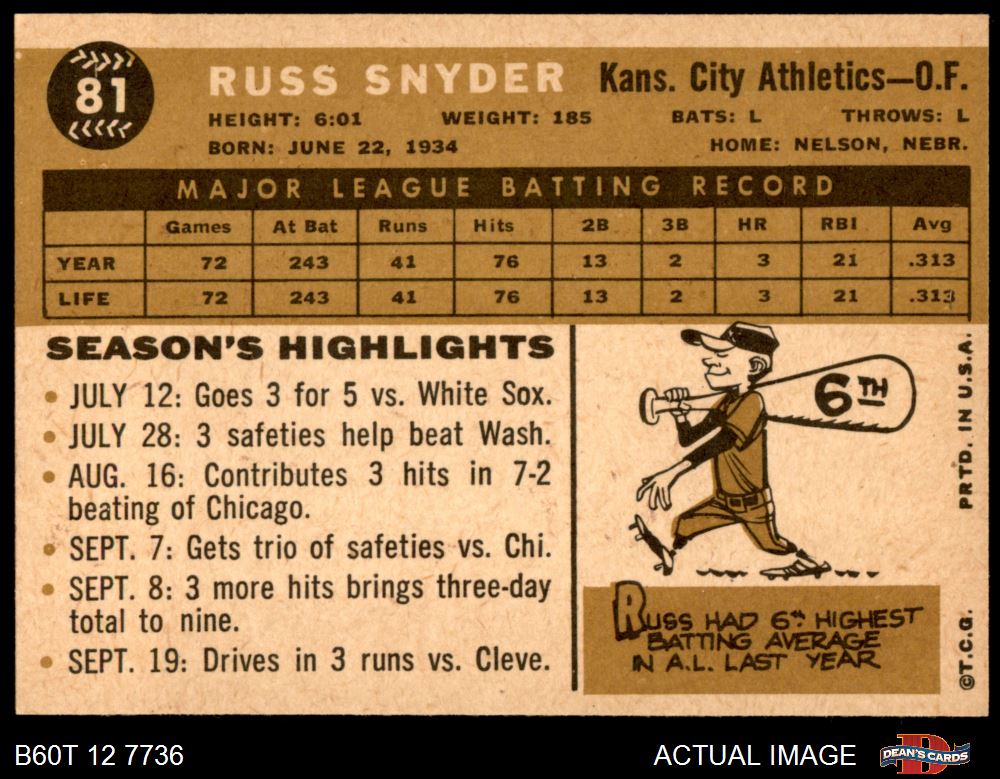 81
RUSS SNYDER Kans. City Athletics—O.F.
HEIGHT: 6:01 WEIGHT: 185 BATS: L THROWS: L
BORN: JUNE 22, 1934 HOME: NELSON, NEBR.
MAJOR LEAGUE BATTING RECORD
Games At Bat Runs Hits 2B 3B HR RBI Avg
YEAR 72 243 41 76 13 2 3 21 .313
LIFE 72 243 41 76 13 2 3 21 .313
SEASON'S HIGHLIGHTS
• JULY 12: Goes 3 for 5 vs. White Sox.
• JULY 28: 3 safeties help beat Wash.
• AUG. 16: Contributes 3 hits in 7-2
beating of Chicago.
• SEPT. 7: Gets trio of safeties vs. Chi.
• SEPT. 8: 3 more hits brings three-day
total to nine.
• SEPT. 19: Drives in 3 runs vs. Cleve.
6TH
RUSS HAD 6TH HIGHEST
BATTING AVERAGE
IN A.L. LAST YEAR
PRTD. IN U.S.A.
©T.C.G.
B60T 12 7736 ACTUAL IMAGE DEAN'S CARDS